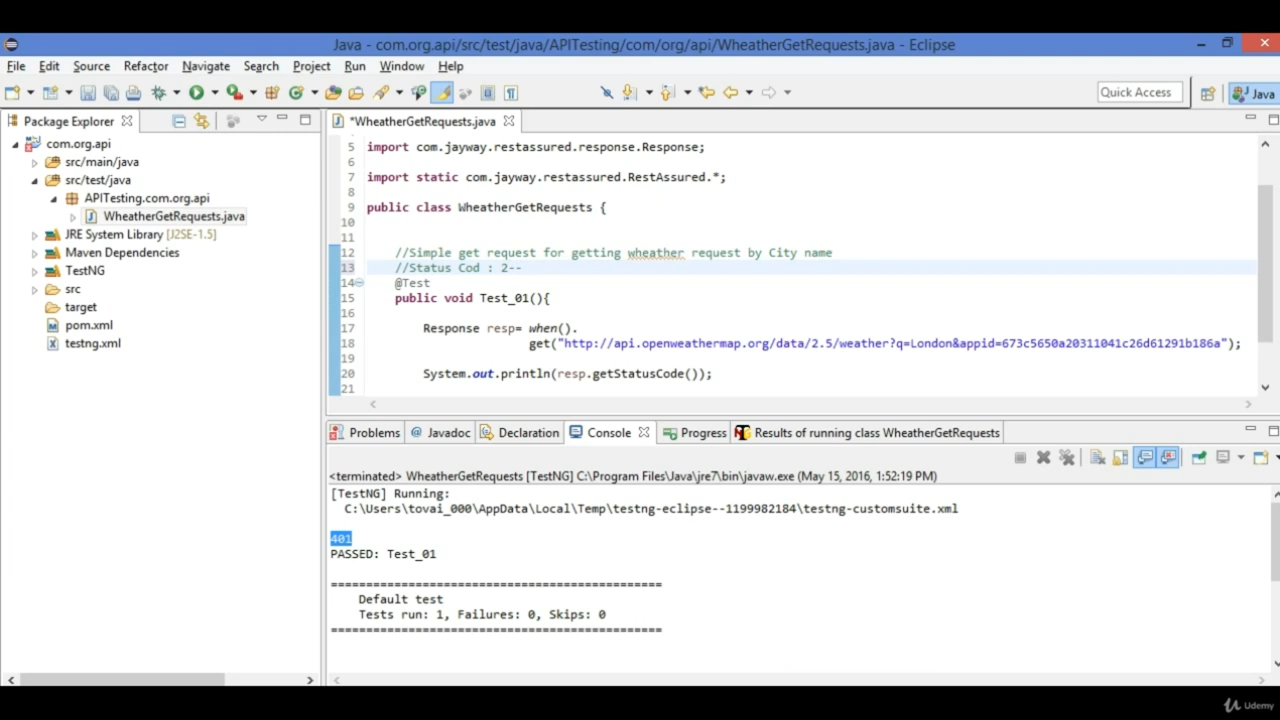 Java - com.org.api/src/test/java/APITesting/com/org/api/WheatherGetRequests.java - Eclipse
File Edit Source Refactor Navigate Search Project Run Window Help
Quick Access
Java
Package Explorer
com.org.api
src/main/java
src/test/java
APITesting.com.org.api
WheatherGetRequests.java
JRE System Library [J2SE-1.5]
Maven Dependencies
TestNG
src
target
pom.xml
testng.xml
*WheatherGetRequests.java
5 import com.jayway.restassured.response.Response;
6
7 import static com.jayway.restassured.RestAssured.*;
8
9 public class WheatherGetRequests {
10
11
12 //Simple get request for getting wheather request by City name
13 //Status Cod : 2--
14 @Test
15 public void Test_01(){
16
17 Response resp= when().
18 get("http://api.openweathermap.org/data/2.5/weather?q=London&appid=673c5650a20311041c26d61291b186a");
19
20 System.out.println(resp.getStatusCode());
21
Problems @ Javadoc Declaration Console Progress Results of running class WheatherGetRequests
<terminated> WheatherGetRequests [TestNG] C:\Program Files\Java\jre7\bin\javaw.exe (May 15, 2016, 1:52:19 PM)
[TestNG] Running:
C:\Users\tovai_000\AppData\Local\Temp\testng-eclipse--1199982184\testng-customsuite.xml
401
PASSED: Test_01
===============================================
Default test
Tests run: 1, Failures: 0, Skips: 0
===============================================
Udemy